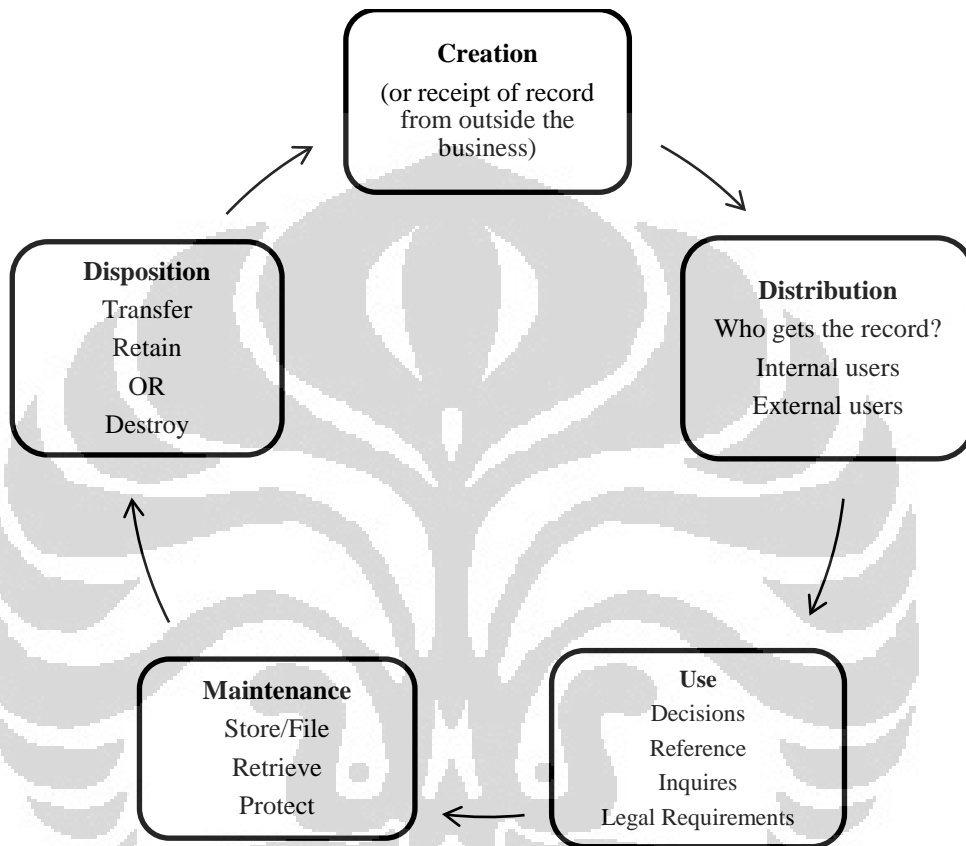 Creation
(or receipt of record
from outside the
business)
Distribution
Who gets the record?
Internal users
External users
Use
Decisions
Reference
Inquires
Legal Requirements
Maintenance
Store/File
Retrieve
Protect
Disposition
Transfer
Retain
OR
Destroy